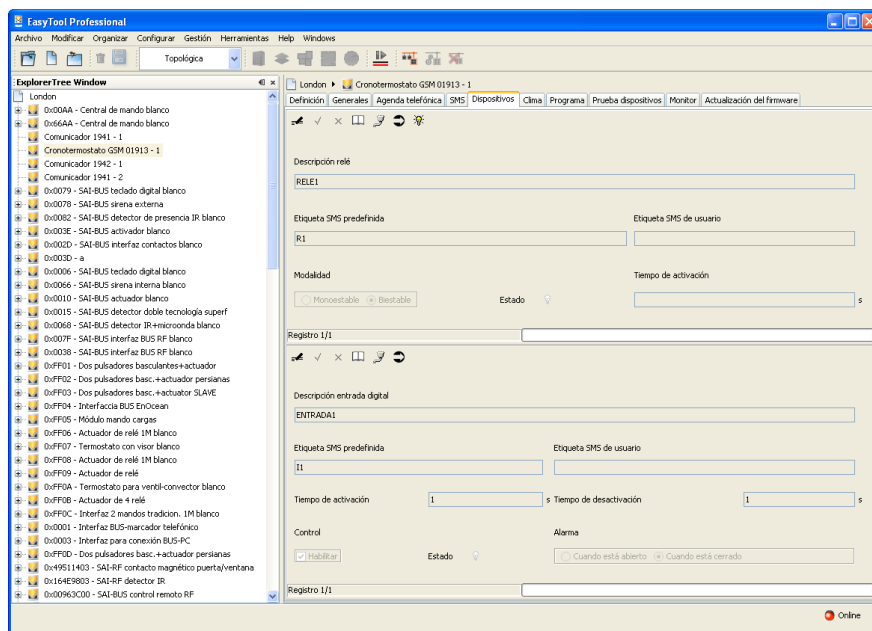 EasyTool Professional
Archivo Modificar Organizar Configurar Gestión Herramientas Help Windows
Topológica
ExplorerTree Window
London
0x00AA - Central de mando blanco
0x66AA - Central de mando blanco
Comunicador 1941 - 1
Cronotermostato GSM 01913 - 1
Comunicador 1942 - 1
Comunicador 1941 - 2
0x0079 - SAI-BUS teclado digital blanco
0x0078 - SAI-BUS sirena externa
0x0082 - SAI-BUS detector de presencia IR blanco
0x003E - SAI-BUS activador blanco
0x002D - SAI-BUS interfaz contactos blanco
0x003D - a
0x0006 - SAI-BUS teclado digital blanco
0x0066 - SAI-BUS sirena interna blanco
0x0010 - SAI-BUS actuador blanco
0x0015 - SAI-BUS detector doble tecnología superf
0x0068 - SAI-BUS detector IR+microonda blanco
0x007F - SAI-BUS interfaz BUS RF blanco
0x0038 - SAI-BUS interfaz BUS RF blanco
0xFF01 - Dos pulsadores basculantes+actuador
0xFF02 - Dos pulsadores basc.+actuador persianas
0xFF03 - Dos pulsadores basc.+actuator SLAVE
0xFF04 - Interfaccia BUS EnOcean
0xFF05 - Módulo mando cargas
0xFF06 - Actuador de relé 1M blanco
0xFF07 - Termostato con visor blanco
0xFF08 - Actuador de relé 1M blanco
0xFF09 - Actuador de relé
0xFF0A - Termostato para ventil-convector blanco
0xFF0B - Actuador de 4 relé
0xFF0C - Interfaz 2 mandos tradicion. 1M blanco
0x0001 - Interfaz BUS-marcador telefónico
0x0003 - Interfaz para conexión BUS-PC
0xFF0D - Dos pulsadores basc.+actuador persianas
0x49511403 - SAI-RF contacto magnético puerta/ventana
0x164E9803 - SAI-RF detector IR
0x00963C00 - SAI-BUS control remoto RF
London Cronotermostato GSM 01913 - 1
Definición Generales Agenda telefónica SMS Dispositivos Clima Programa Prueba dispositivos Monitor Actualización del firmware
Descripción relé
RELE1
Etiqueta SMS predefinida Etiqueta SMS de usuario
R1
Modalidad Tiempo de activación
Monoestable Biestable Estado s
Registro 1/1
Descripción entrada digital
ENTRADA1
Etiqueta SMS predefinida Etiqueta SMS de usuario
I1
Tiempo de activación 1 s Tiempo de desactivación 1 s
Control Alarma
Habilitar Estado Cuando está abierto Cuando está cerrado
Registro 1/1
Online